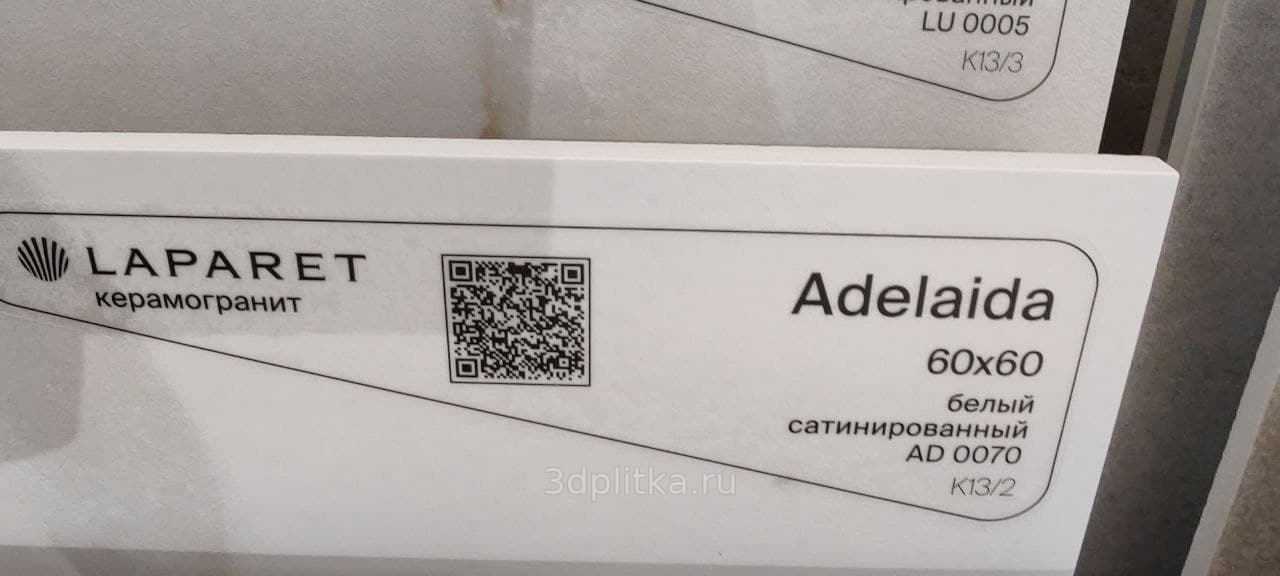 LU 0005
K13/3
LAPARET
керамогранит
Adelaida
60x60
белый
сатинированный
AD 0070
K13/2
3dplitka.ru